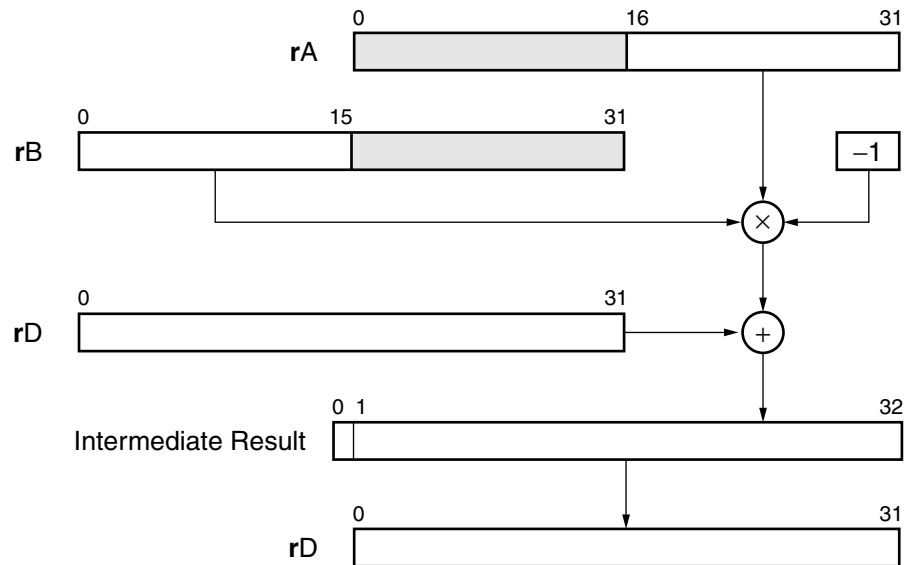 0 16 31
rA
0 15 31
rB
−1
×
0 31
rD
+
0 1 32
Intermediate Result
0 31
rD